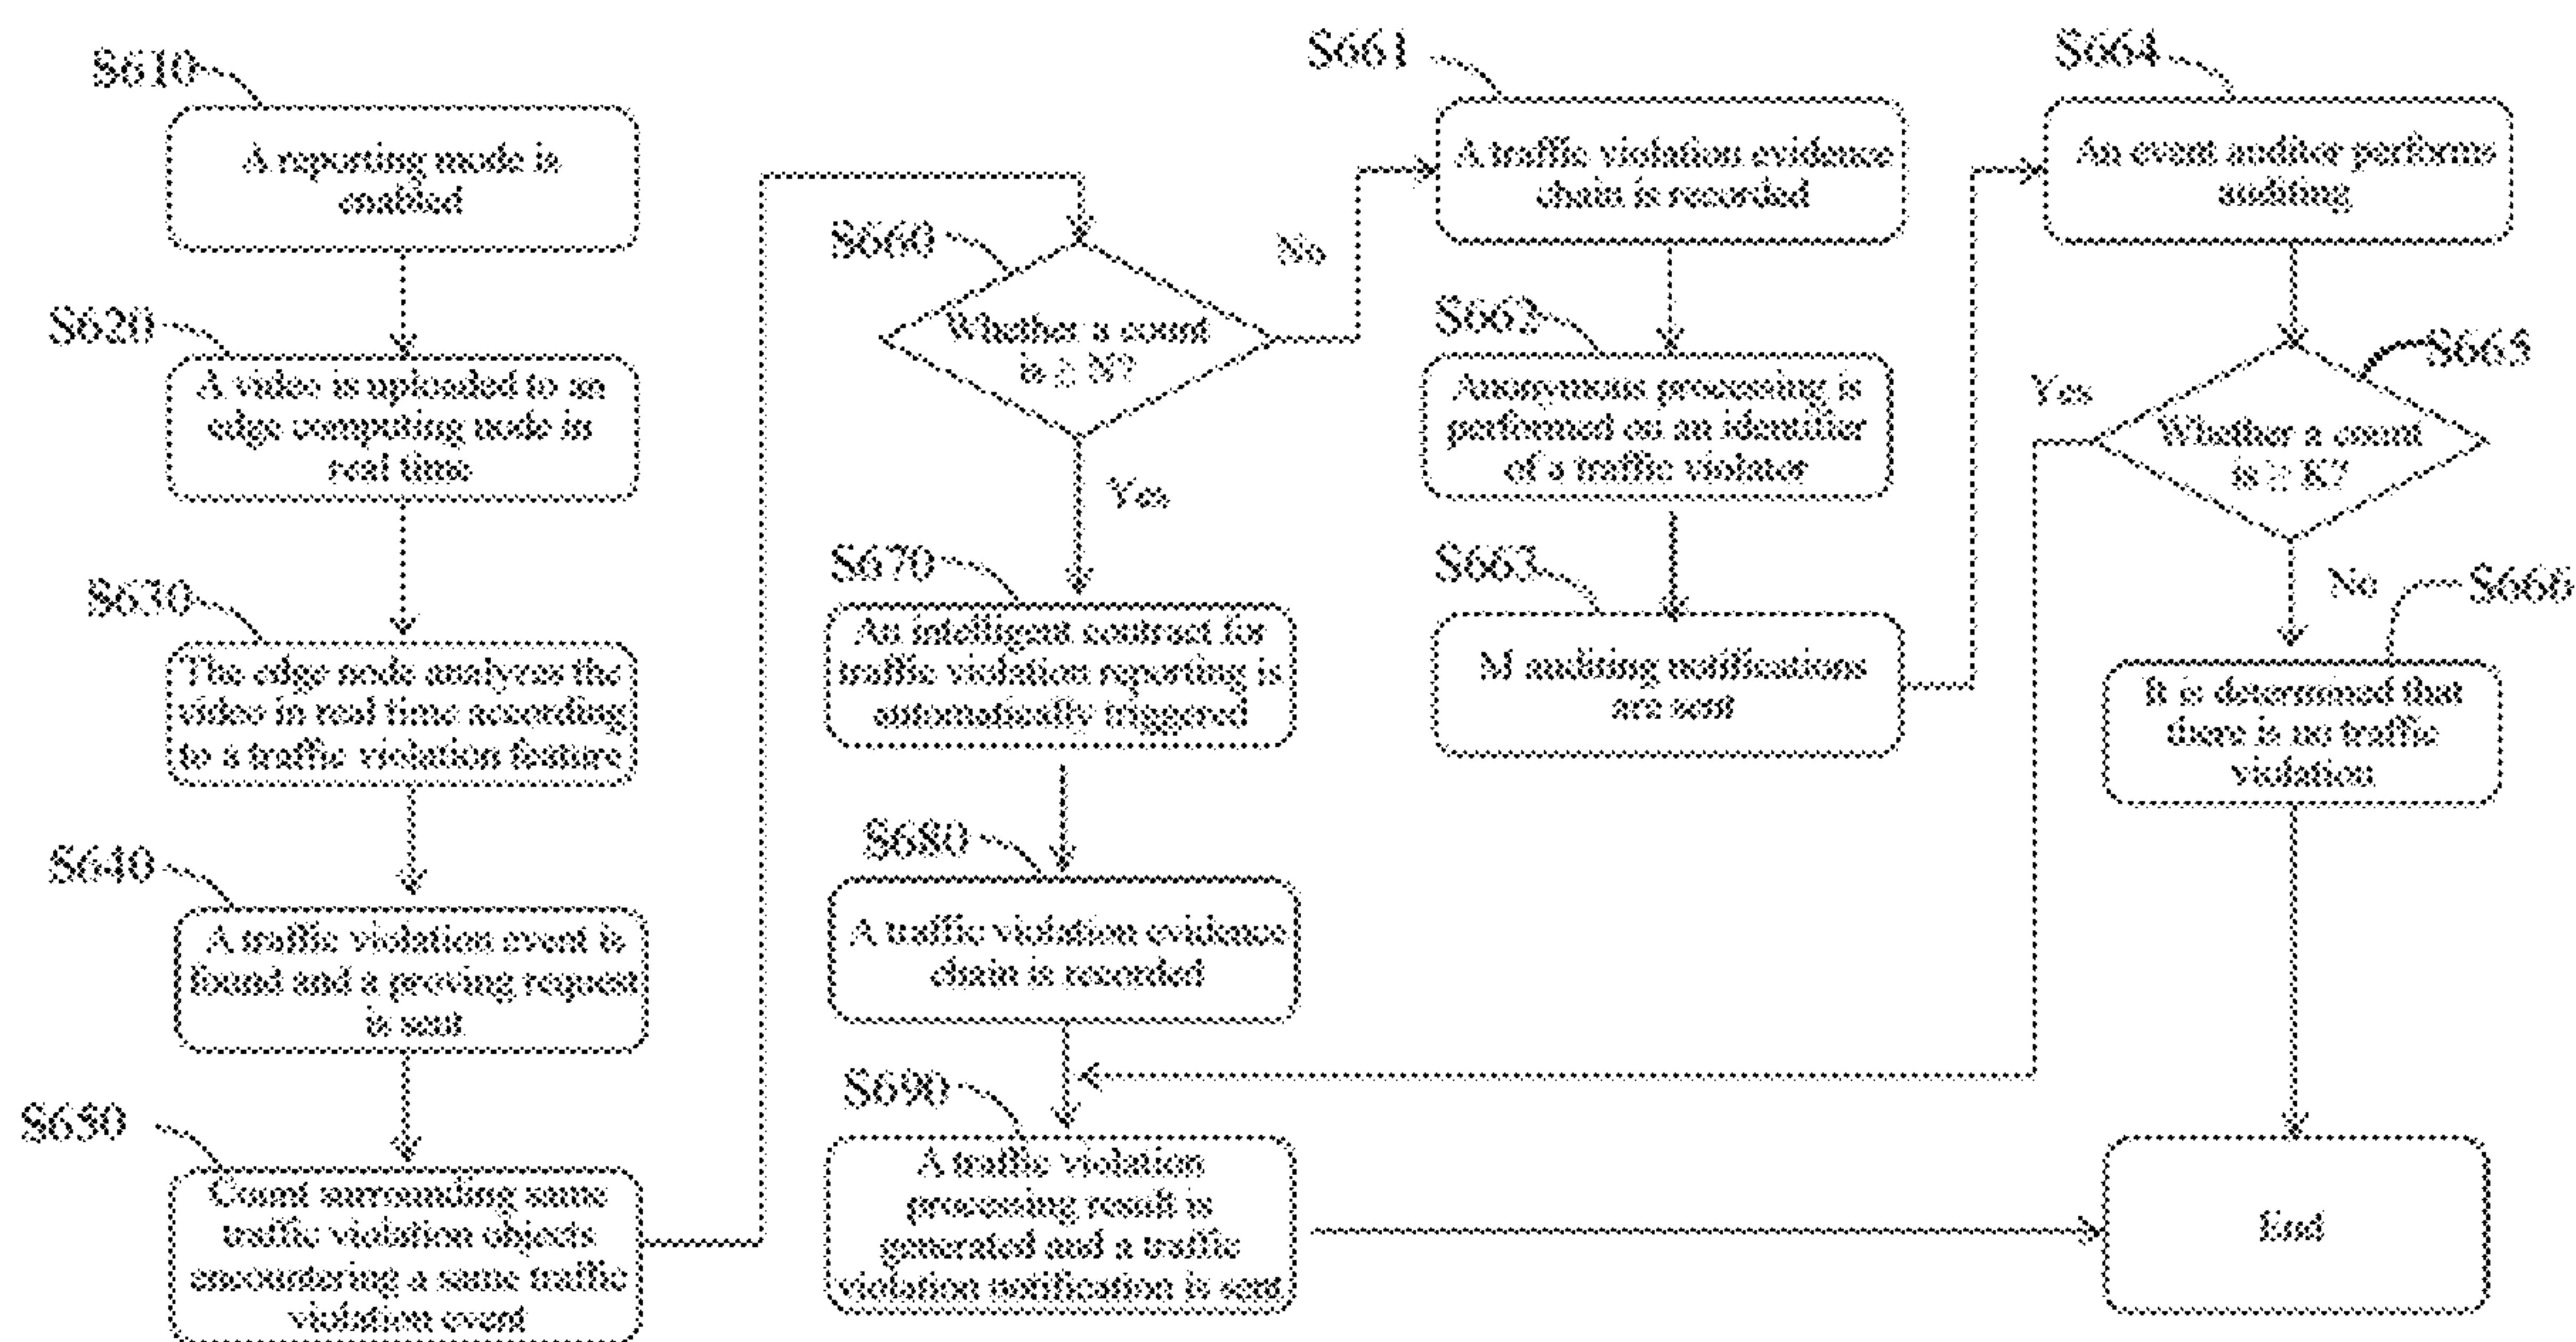 S610
A reporting mode is
enabled
S620
A video is uploaded to an
edge computing node in
real time
S630
The edge node analyzes the
video in real time according
to a traffic violation feature
S640
A traffic violation event is
found and a proving request
is sent
S650
Count surrounding same
traffic violation objects
encountering a same traffic
violation event
S660
Whether a count
is ≥ N?
No
Yes
S670
An intelligent contract for
traffic violation reporting is
automatically triggered
S680
A traffic violation evidence
chain is recorded
S690
A traffic violation
processing result is
generated and a traffic
violation notification is sent
S661
A traffic violation evidence
chain is recorded
S662
Anonymous processing is
performed on an identifier
of a traffic violator
S663
M auditing notifications
are sent
S664
An event auditor performs
auditing
S665
Whether a count
is ≥ K?
Yes
No
S666
It is determined that
there is no traffic
violation
End